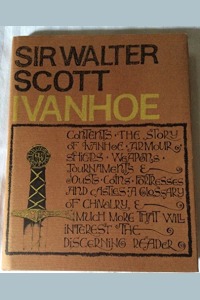 SIR WALTER
SCOTT
IVANHOE
CONTENTS · THE STORY
OF IVANHOE · ARMOUR
SHIELDS · WEAPONS ·
TOURNAMENTS &
JOUSTS · COINS · FORTRESSES
AND CASTLES · A GLOSSARY
OF CHIVALRY, &
MUCH MORE THAT WILL
INTEREST THE
DISCERNING READER